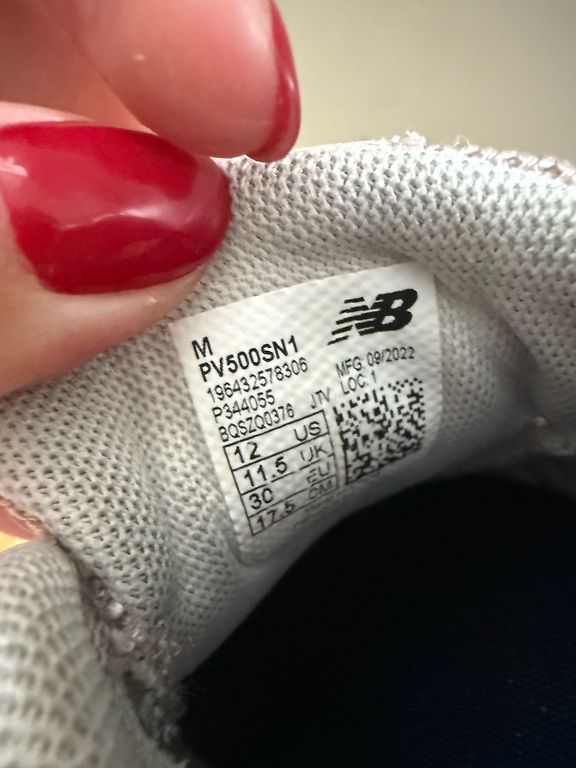 NB
M
PV500SN1
196432578306
P344055
BQSZQ0376 JTV
MFG 09/2022
LOC 1
12 US
11.5 UK
30 EU
17.5 CM